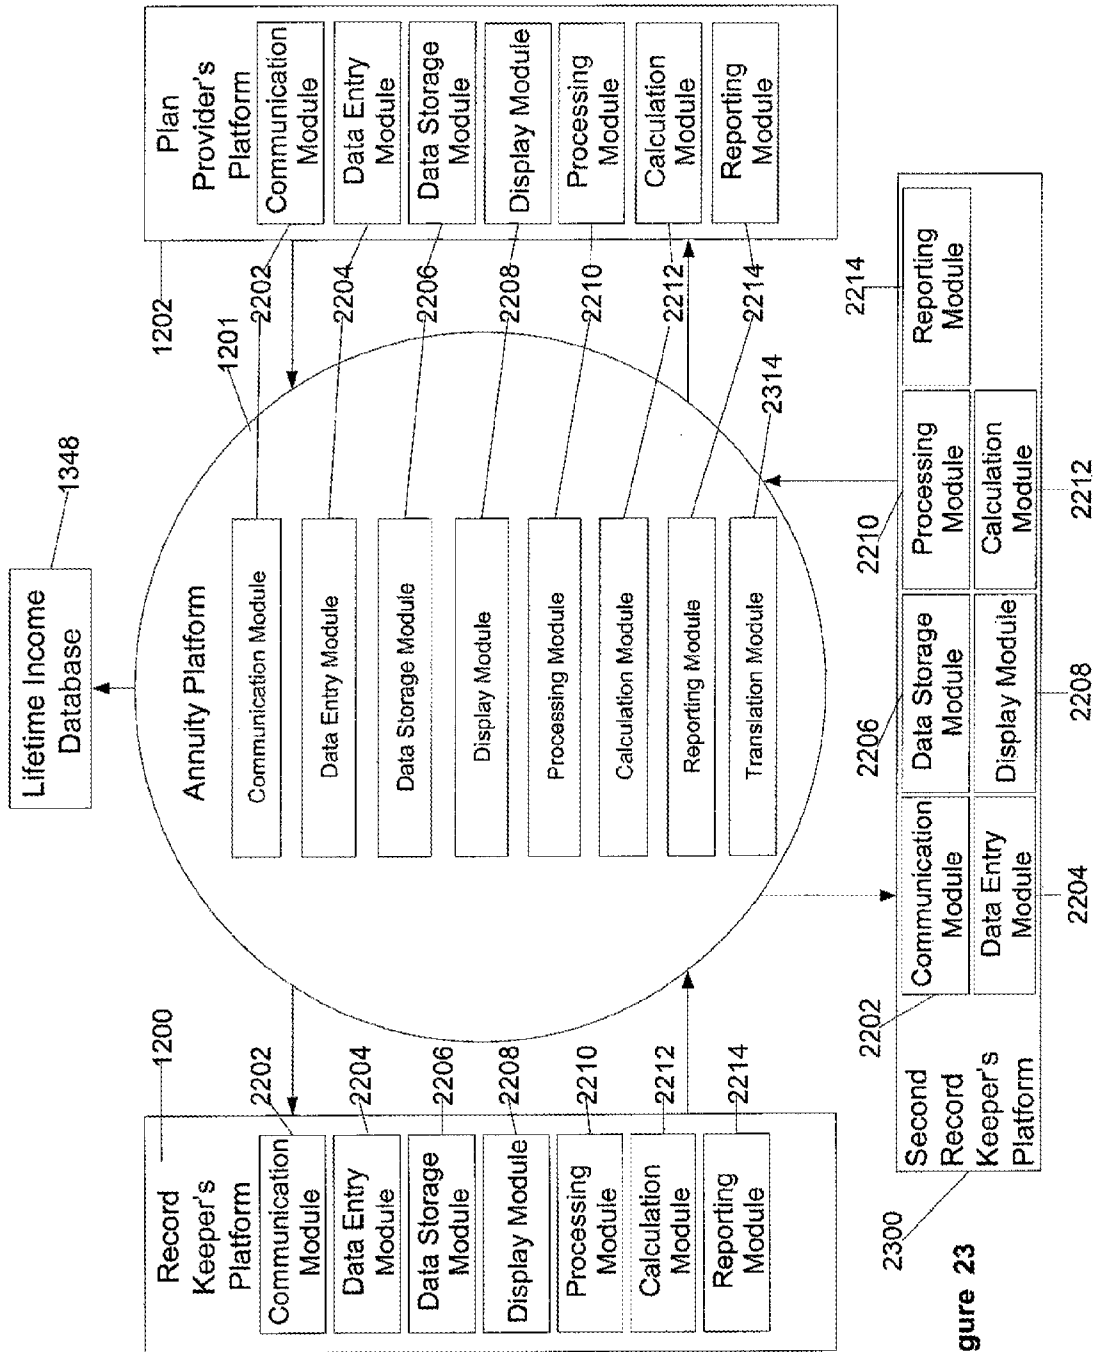 Lifetime Income
Database
1348
1200
1201
1202
Record
Keeper's
Platform
Communication
Module
Data Entry
Module
Data Storage
Module
Display Module
Processing
Module
Calculation
Module
Reporting
Module
2202
2204
2206
2208
2210
2212
2214
Annuity Platform
Communication Module
Data Entry Module
Data Storage Module
Display Module
Processing Module
Calculation Module
Reporting Module
Translation Module
2202
2204
2206
2208
2210
2212
2214
2314
Plan
Provider's
Platform
Communication
Module
Data Entry
Module
Data Storage
Module
Display Module
Processing
Module
Calculation
Module
Reporting
Module
2202
2206
2210
2214
Second
Record
Keeper's
Platform
Communication
Module
Data Storage
Module
Processing
Module
Reporting
Module
Data Entry
Module
Display Module
Calculation
Module
2204
2208
2212
2300
gure 23